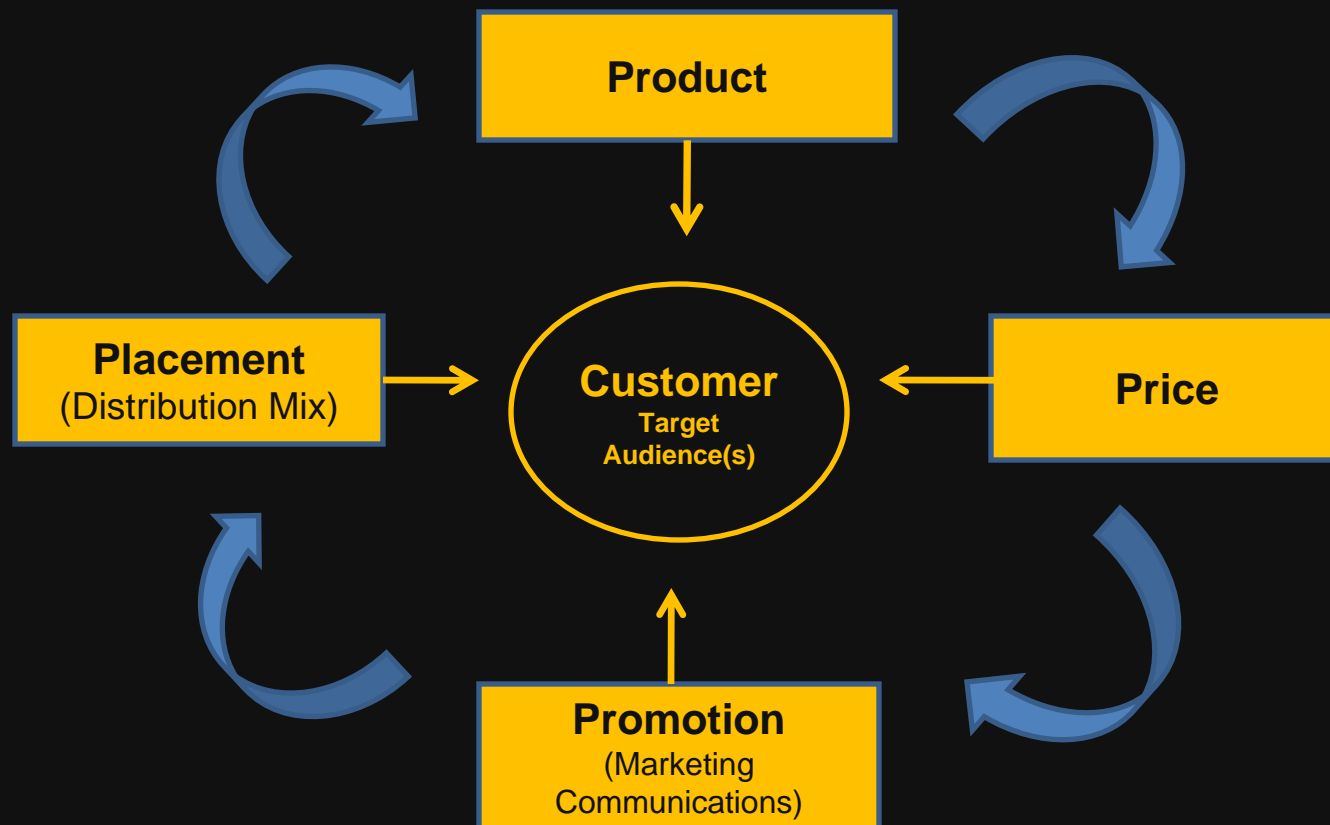 Product
Placement
(Distribution Mix)
Customer
Target
Audience(s)
Price
Promotion
(Marketing
Communications)